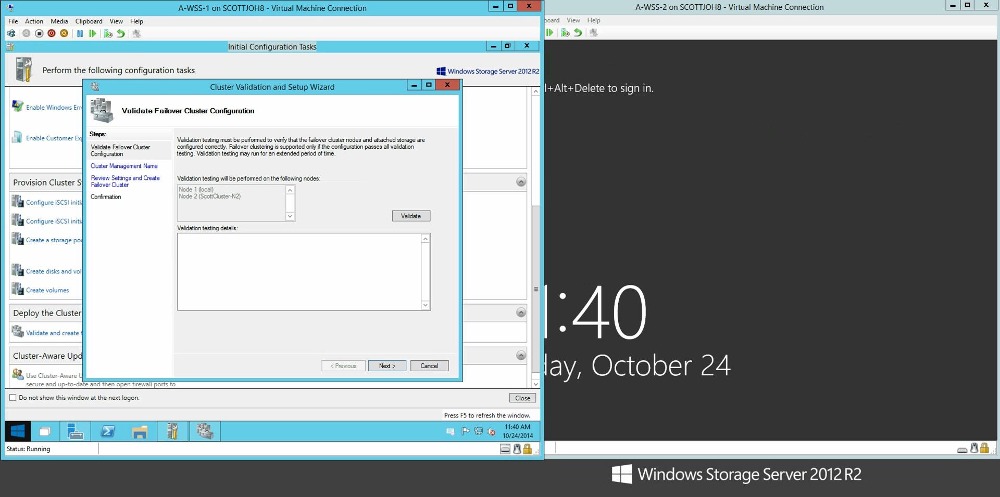 A-WSS-1 on SCOTTJOH8 - Virtual Machine Connection
File Action Media Clipboard View Help
Initial Configuration Tasks
Perform the following configuration tasks
Windows Storage Server 2012 R2
Enable Windows Err
Enable Customer Exp
Provision Cluster S
Configure iSCSI initia
Configure iSCSI initia
Create a storage poo
Create disks and vol
Create volumes
Deploy the Cluster
Validate and create t
Cluster-Aware Upd
Use Cluster-Aware U
secure and up-to-date and then open firewall ports to
Cluster Validation and Setup Wizard
Validate Failover Cluster Configuration
Steps:
Validate Failover Cluster
Configuration
Cluster Management Name
Review Settings and Create
Failover Cluster
Confirmation
Validation testing must be performed to verify that the failover cluster nodes and attached storage are
configured correctly. Failover clustering is supported only if the configuration passes all validation
testing. Validation testing may run for an extended period of time.
Validation testing will be performed on the following nodes:
Node 1 (local)
Node 2 (ScottCluster-N2)
Validate
Validation testing details:
< Previous Next > Cancel
Do not show this window at the next logon.
Close
Press F5 to refresh the window.
11:40 AM
10/24/2014
Status: Running
A-WSS-2 on SCOTTJOH8 - Virtual Machine Connection
board View Help
l+Alt+Delete to sign in.
:40
day, October 24
Windows Storage Server 2012 R2